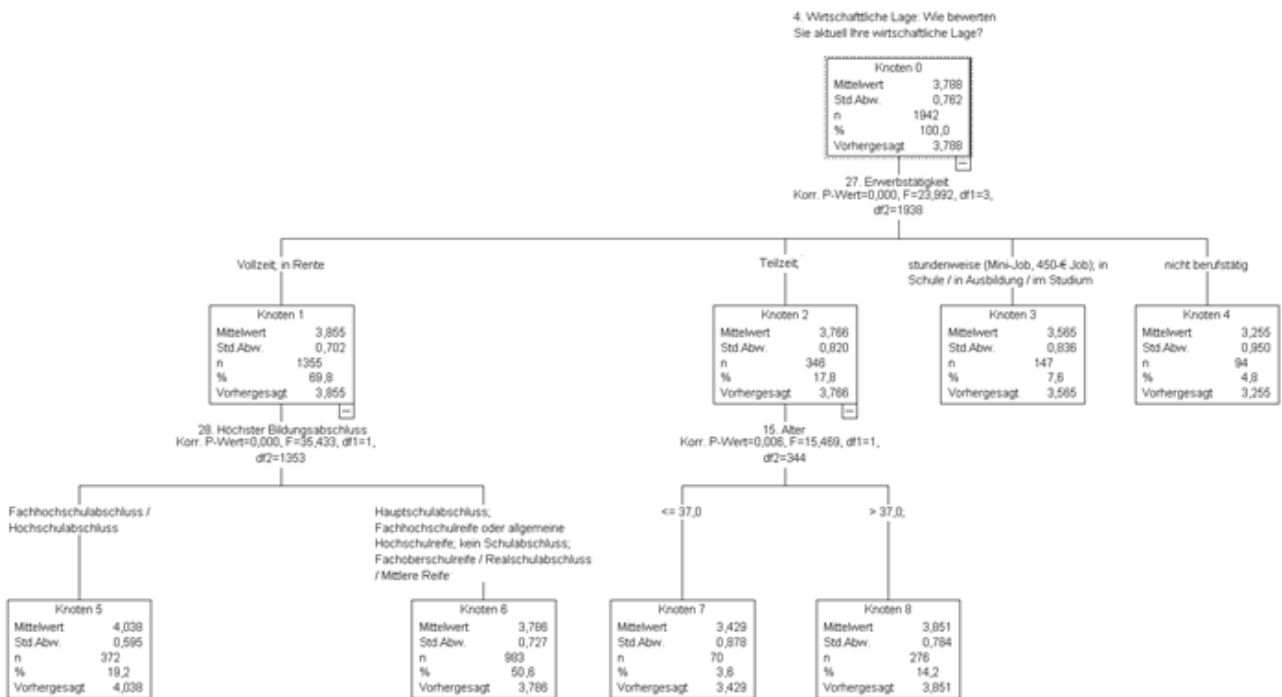 4. Wirtschaftliche Lage: Wie bewerten
Sie aktuell Ihre wirtschaftliche Lage?
Knoten 0
Mittelwert 3,788
Std.Abw. 0,762
n 1942
% 100,0
Vorhergesagt 3,788
27. Erwerbstätigkeit
Korr. P-Wert=0,000, F=23,992, df1=3,
df2=1938
Vollzeit; in Rente
Teilzeit;
stundenweise (Mini-Job, 450-€ Job); in
Schule / in Ausbildung / im Studium
nicht berufstätig
Knoten 1
Mittelwert 3,855
Std.Abw. 0,702
n 1355
% 69,8
Vorhergesagt 3,855
Knoten 2
Mittelwert 3,766
Std.Abw. 0,820
n 346
% 17,8
Vorhergesagt 3,766
Knoten 3
Mittelwert 3,565
Std.Abw. 0,836
n 147
% 7,6
Vorhergesagt 3,565
Knoten 4
Mittelwert 3,255
Std.Abw. 0,950
n 94
% 4,8
Vorhergesagt 3,255
28. Höchster Bildungsabschluss
Korr. P-Wert=0,000, F=35,433, df1=1,
df2=1353
15. Alter
Korr. P-Wert=0,006, F=15,469, df1=1,
df2=344
Fachhochschulabschluss /
Hochschulabschluss
Hauptschulabschluss;
Fachhochschulreife oder allgemeine
Hochschulreife; kein Schulabschluss;
Fachoberschulreife / Realschulabschluss
/ Mittlere Reife
<= 37,0
> 37,0;
Knoten 5
Mittelwert 4,038
Std.Abw. 0,595
n 372
% 19,2
Vorhergesagt 4,038
Knoten 6
Mittelwert 3,786
Std.Abw. 0,727
n 983
% 50,6
Vorhergesagt 3,786
Knoten 7
Mittelwert 3,429
Std.Abw. 0,878
n 70
% 3,6
Vorhergesagt 3,429
Knoten 8
Mittelwert 3,851
Std.Abw. 0,784
n 276
% 14,2
Vorhergesagt 3,851